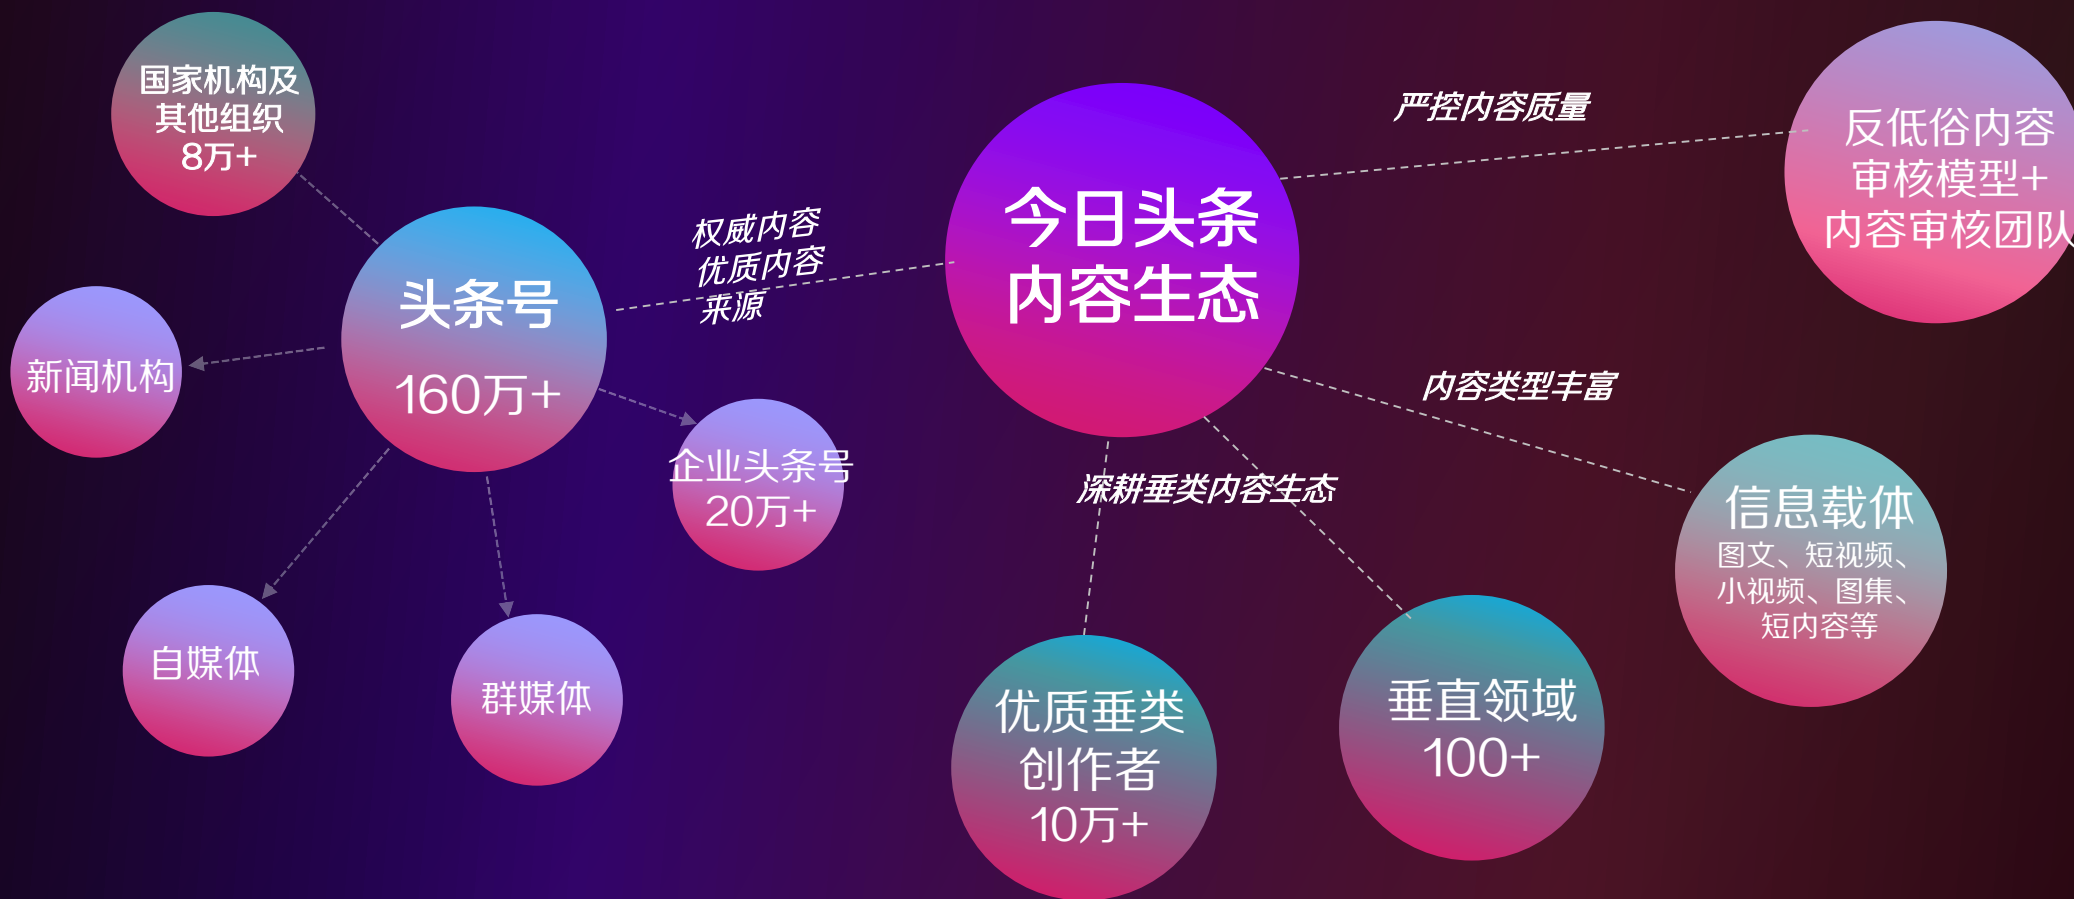 国家机构及
其他组织
8万+
头条号
160万+
新闻机构
自媒体
群媒体
企业头条号
20万+
权威内容
优质内容
来源
今日头条
内容生态
严控内容质量
反低俗内容
审核模型+
内容审核团队
内容类型丰富
信息载体
图文、短视频、
小视频、图集、
短内容等
深耕垂类内容生态
优质垂类
创作者
10万+
垂直领域
100+